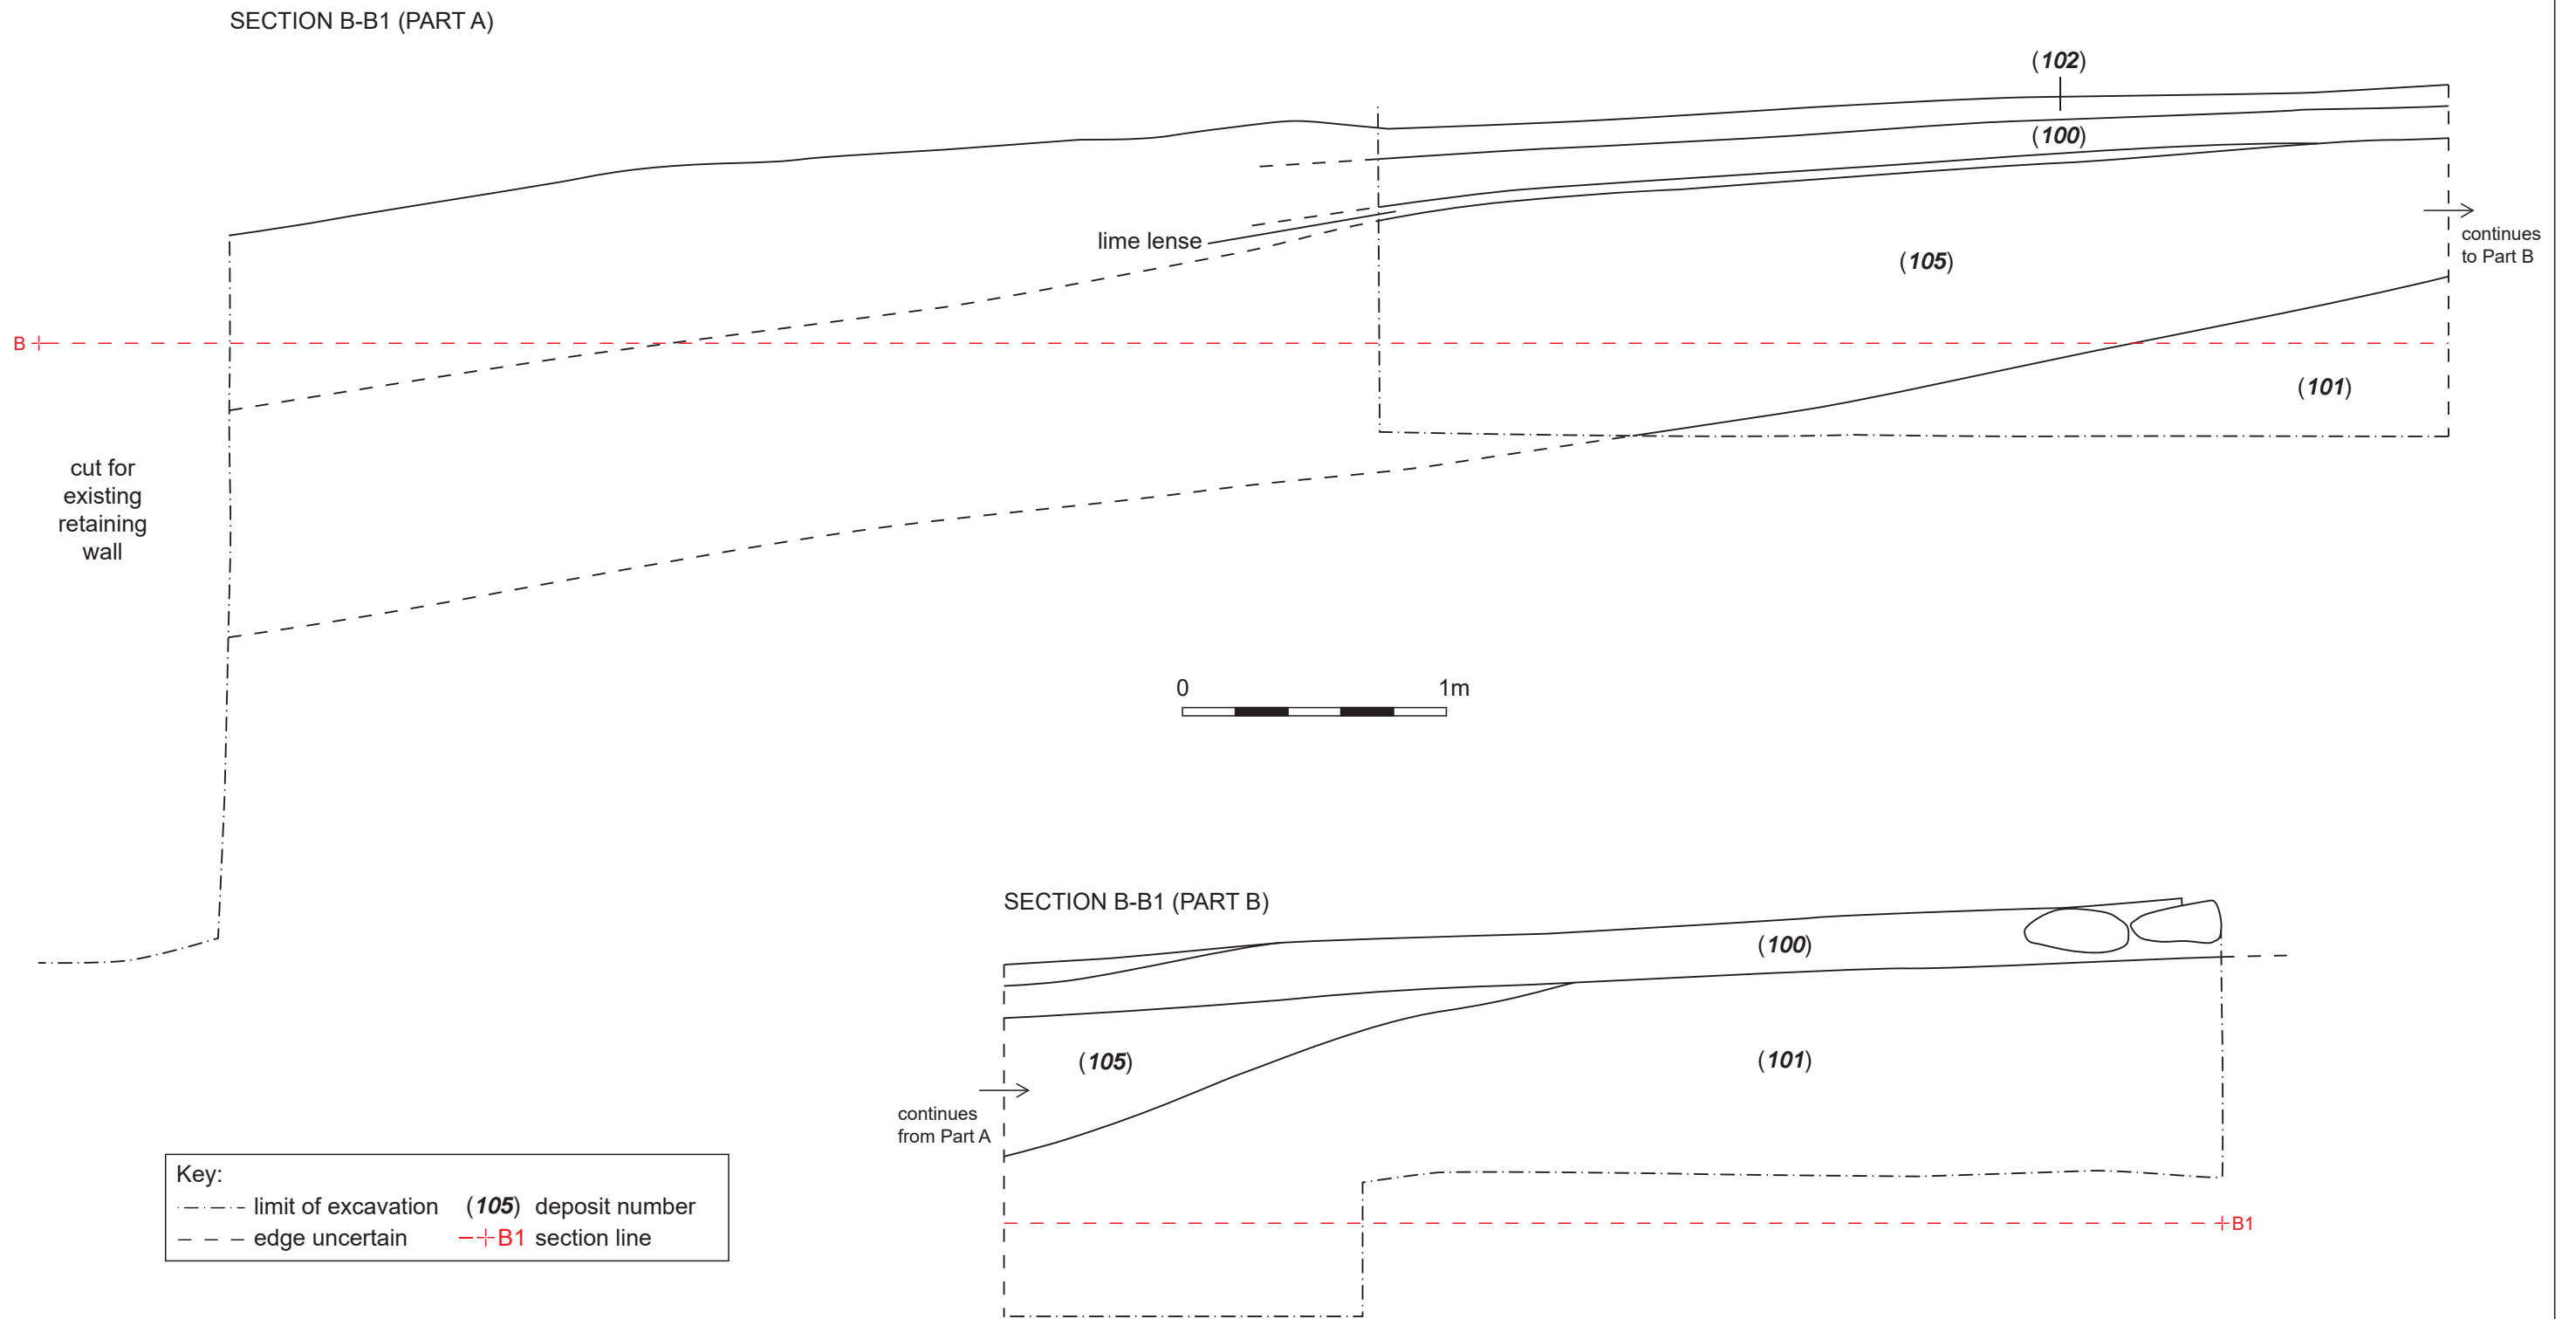 SECTION B-B1 (PART A)
(102)
(100)
lime lense
(105)
continues
to Part B
B
(101)
cut for
existing
retaining
wall
0 1m
SECTION B-B1 (PART B)
(100)
(105)
(101)
continues
from Part A
B1
Key:
limit of excavation (105) deposit number
edge uncertain B1 section line